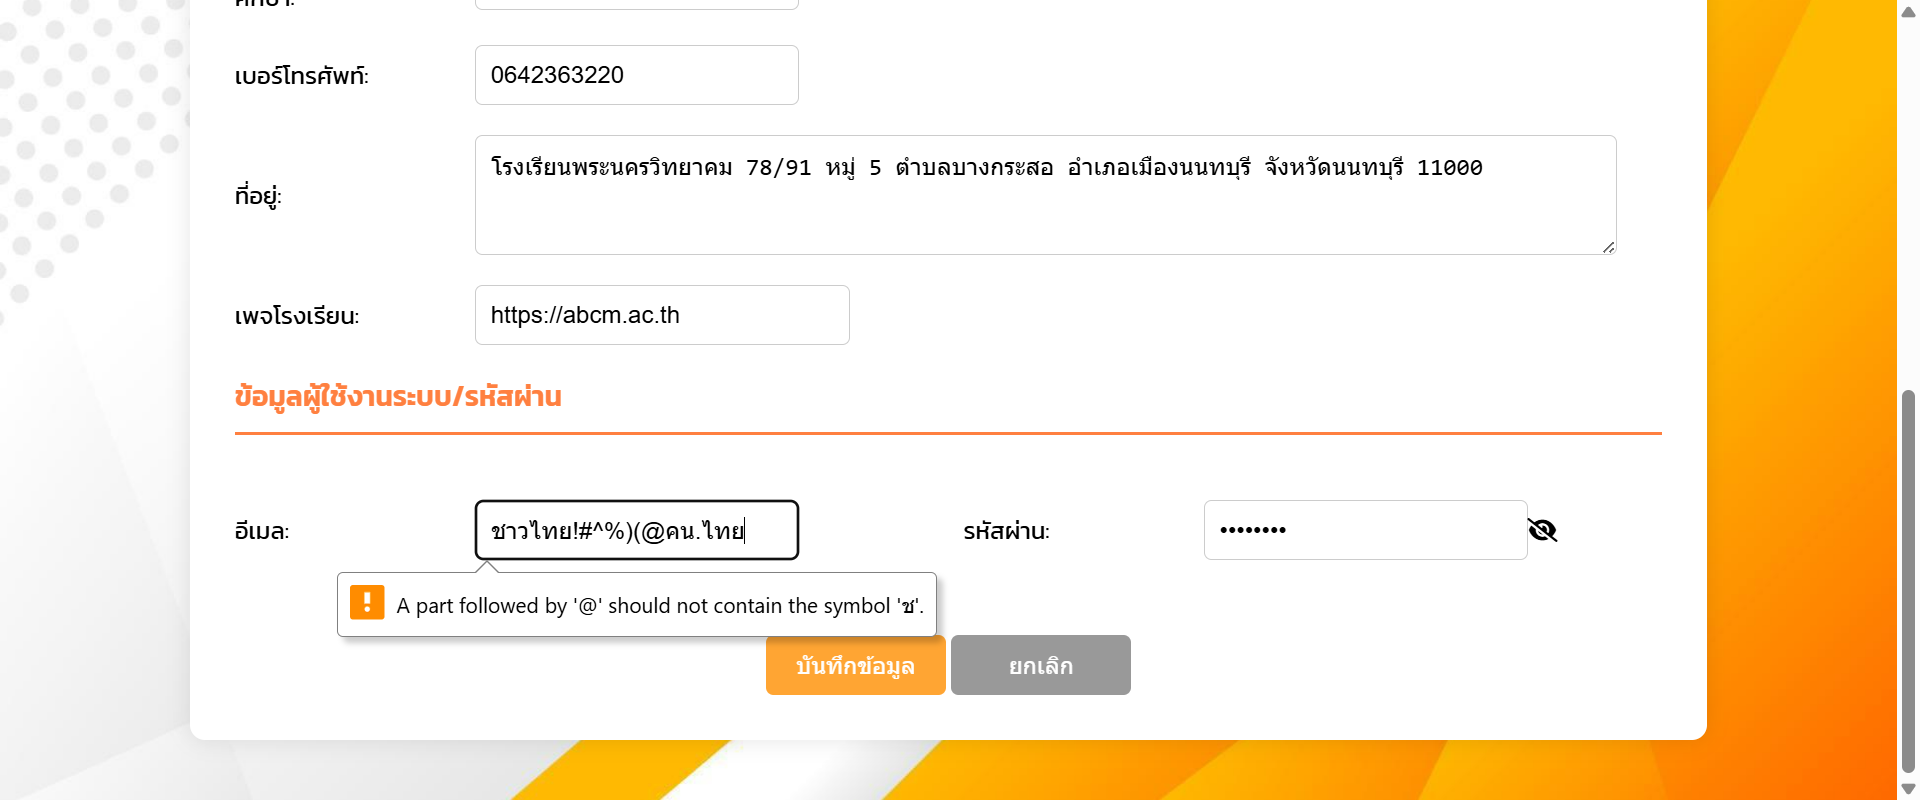 เบอร์โทรศัพท์:
0642363220
ที่อยู่:
โรงเรียนพระนครวิทยาคม 78/91 หมู่ 5 ตำบลบางกระสอ อำเภอเมืองนนทบุรี จังหวัดนนทบุรี 11000
เพจโรงเรียน:
https://abcm.ac.th
ข้อมูลผู้ใช้งานระบบ/รหัสผ่าน
อีเมล:
ชาวไทย!#^%)(@คน.ไทย
รหัสผ่าน:
••••••••
A part followed by '@' should not contain the symbol 'ช'.
บันทึกข้อมูล
ยกเลิก